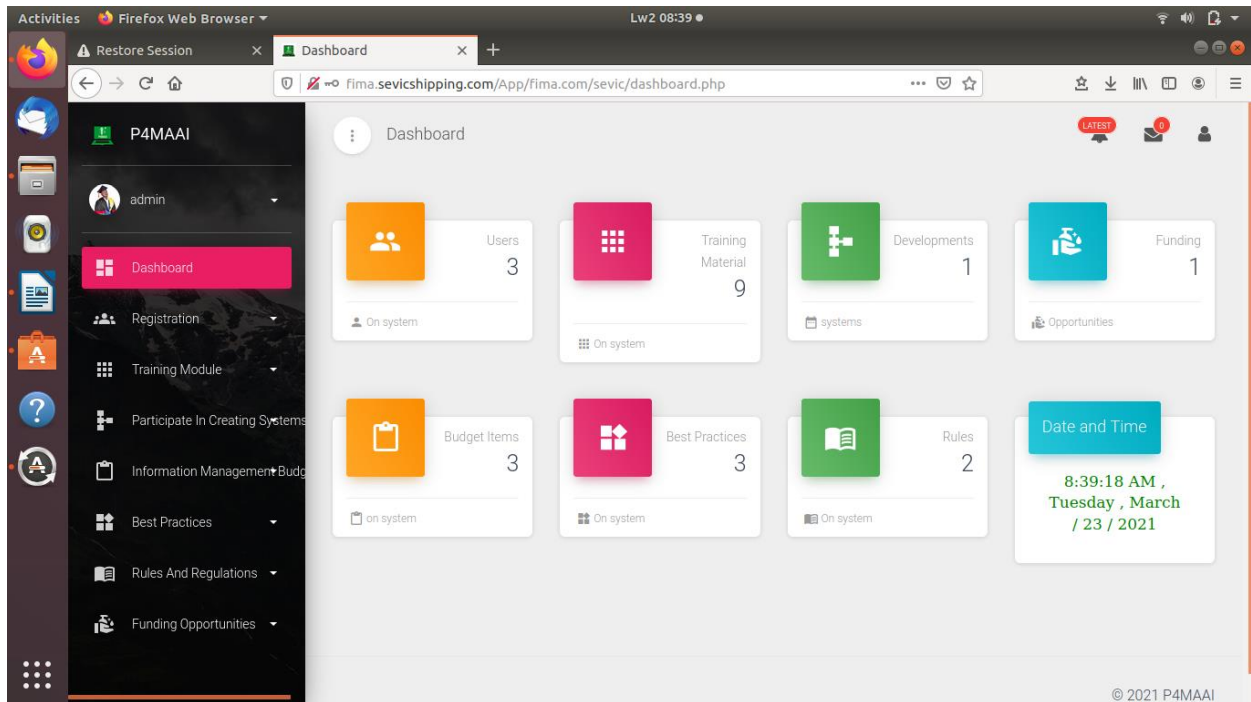 Activities Firefox Web Browser Lw2 08:39
Restore Session Dashboard
fima.sevicshipping.com/App/fima.com/sevic/dashboard.php
P4MAAI
admin
Dashboard
Registration
Training Module
Participate In Creating Systems
Information Management Budg
Best Practices
Rules And Regulations
Funding Opportunities
Dashboard
LATEST
0
Users
3
On system
Training
Material
9
On system
Developments
1
systems
Funding
1
Opportunities
Budget Items
3
on system
Best Practices
3
On system
Rules
2
On system
Date and Time
8:39:18 AM ,
Tuesday , March
/ 23 / 2021
© 2021 P4MAAI